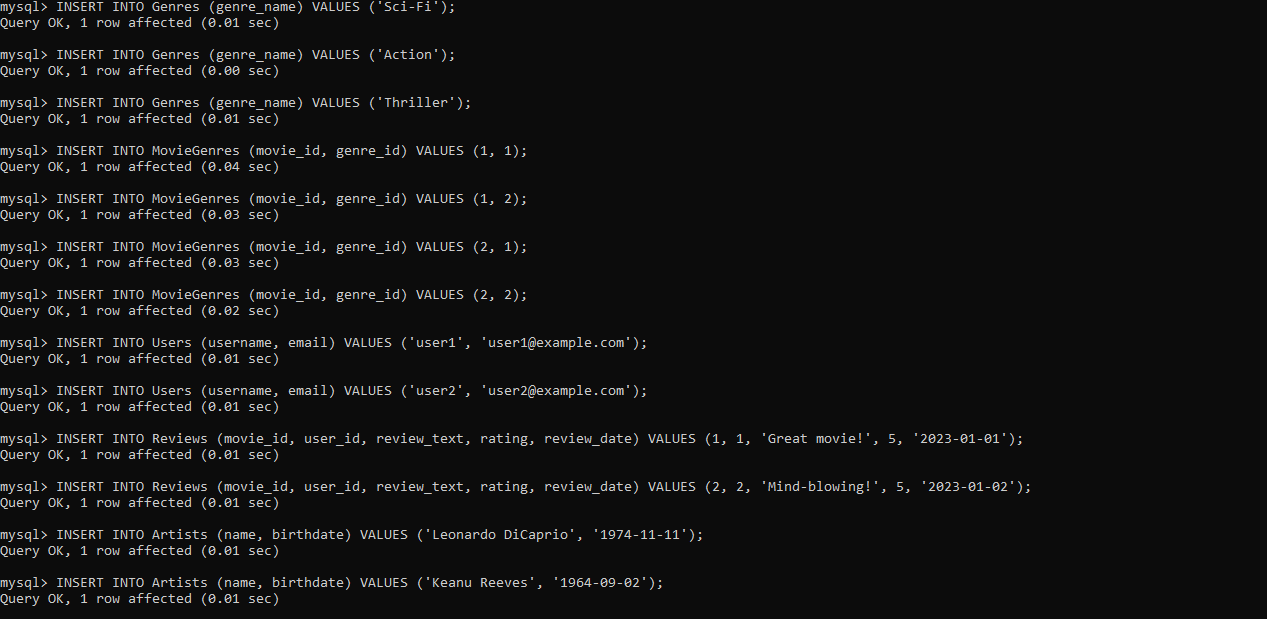 mysql> INSERT INTO Genres (genre_name) VALUES ('Sci-Fi');
Query OK, 1 row affected (0.01 sec)
mysql> INSERT INTO Genres (genre_name) VALUES ('Action');
Query OK, 1 row affected (0.00 sec)
mysql> INSERT INTO Genres (genre_name) VALUES ('Thriller');
Query OK, 1 row affected (0.01 sec)
mysql> INSERT INTO MovieGenres (movie_id, genre_id) VALUES (1, 1);
Query OK, 1 row affected (0.04 sec)
mysql> INSERT INTO MovieGenres (movie_id, genre_id) VALUES (1, 2);
Query OK, 1 row affected (0.03 sec)
mysql> INSERT INTO MovieGenres (movie_id, genre_id) VALUES (2, 1);
Query OK, 1 row affected (0.03 sec)
mysql> INSERT INTO MovieGenres (movie_id, genre_id) VALUES (2, 2);
Query OK, 1 row affected (0.02 sec)
mysql> INSERT INTO Users (username, email) VALUES ('user1', 'user1@example.com');
Query OK, 1 row affected (0.01 sec)
mysql> INSERT INTO Users (username, email) VALUES ('user2', 'user2@example.com');
Query OK, 1 row affected (0.01 sec)
mysql> INSERT INTO Reviews (movie_id, user_id, review_text, rating, review_date) VALUES (1, 1, 'Great movie!', 5, '2023-01-01');
Query OK, 1 row affected (0.01 sec)
mysql> INSERT INTO Reviews (movie_id, user_id, review_text, rating, review_date) VALUES (2, 2, 'Mind-blowing!', 5, '2023-01-02');
Query OK, 1 row affected (0.01 sec)
mysql> INSERT INTO Artists (name, birthdate) VALUES ('Leonardo DiCaprio', '1974-11-11');
Query OK, 1 row affected (0.01 sec)
mysql> INSERT INTO Artists (name, birthdate) VALUES ('Keanu Reeves', '1964-09-02');
Query OK, 1 row affected (0.01 sec)